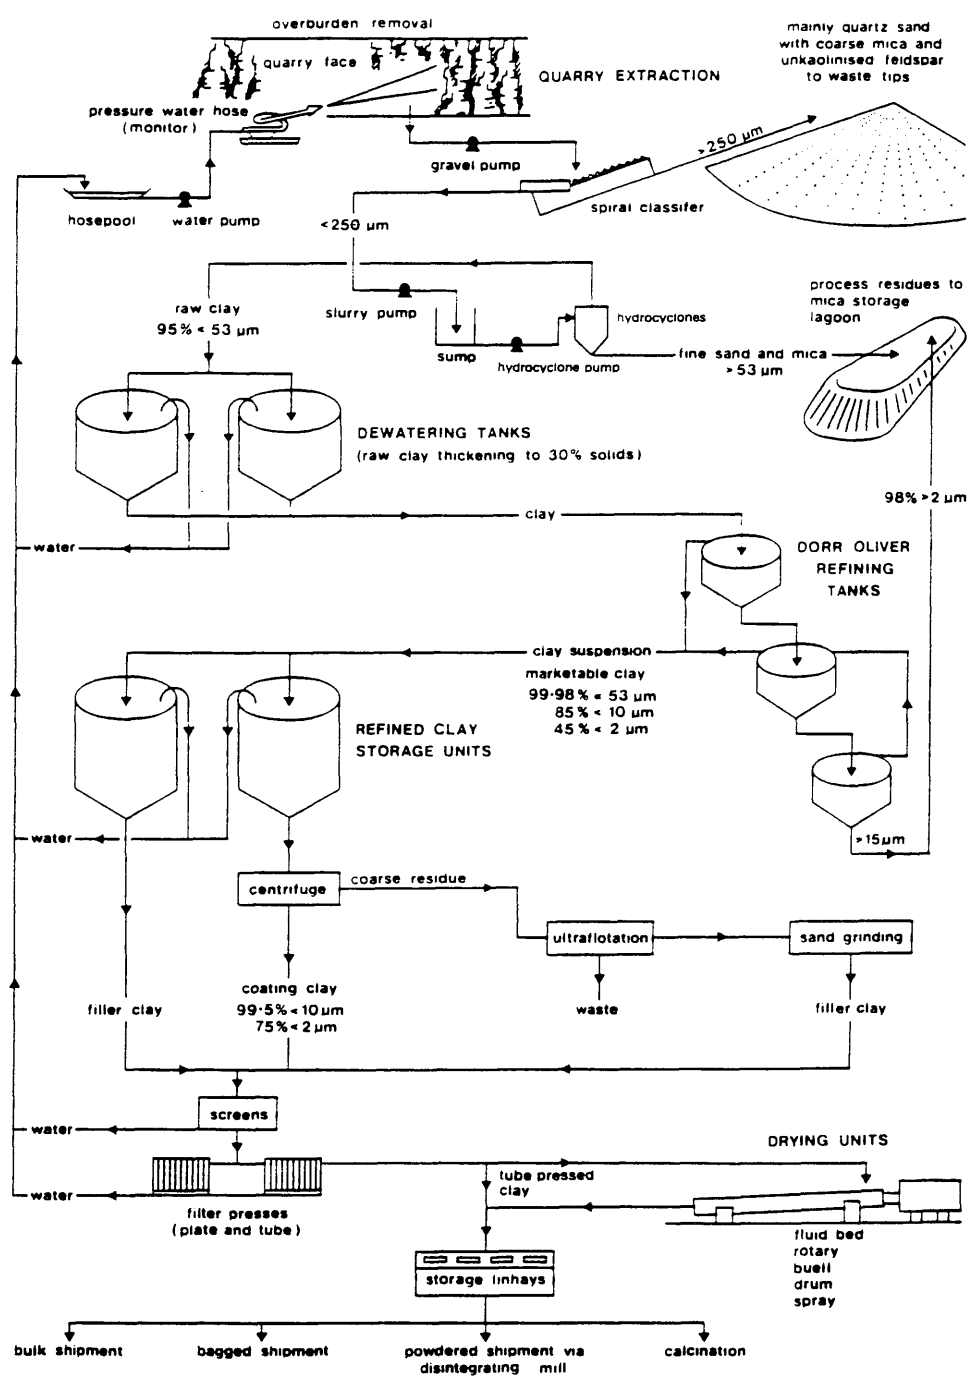 overburden removal
quarry face
QUARRY EXTRACTION
mainly quartz sand
with coarse mica and
unkaolinised feldspar
to waste tips
pressure water hose
(monitor)
gravel pump
>250 µm
hosepool
water pump
spiral classifer
<250 µm
raw clay
95% < 53 µm
slurry pump
sump
hydrocyclone pump
hydrocyclones
fine sand and mica
>53 µm
process residues to
mica storage
lagoon
DEWATERING TANKS
(raw clay thickening to 30% solids)
98% >2 µm
clay
water
DORR OLIVER
REFINING
TANKS
clay suspension
marketable clay
99·98% < 53 µm
85% < 10 µm
45% < 2 µm
REFINED CLAY
STORAGE UNITS
water
>15µm
centrifuge
coarse residue
ultraflotation
sand grinding
coating clay
99·5% <10µm
75% <2 µm
filler clay
waste
filler clay
screens
water
DRYING UNITS
tube pressed
clay
water
filter presses
(plate and tube)
fluid bed
rotary
buell
drum
spray
storage linhays
bulk shipment
bagged shipment
powdered shipment via
disintegrating mill
calcination